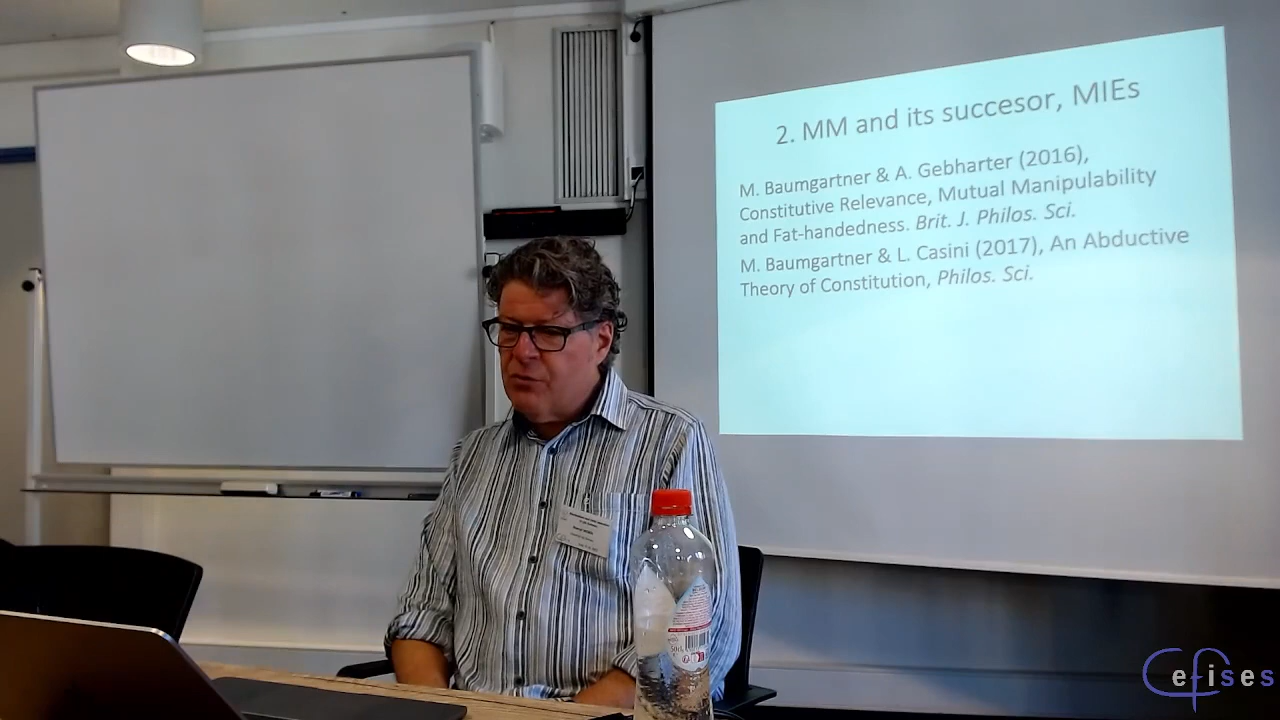 2. MM and its succesor, MIEs
M. Baumgartner & A. Gebharter (2016),
Constitutive Relevance, Mutual Manipulability
and Fat-handedness. Brit. J. Philos. Sci.
M. Baumgartner & L. Casini (2017), An Abductive
Theory of Constitution, Philos. Sci.
Cefises